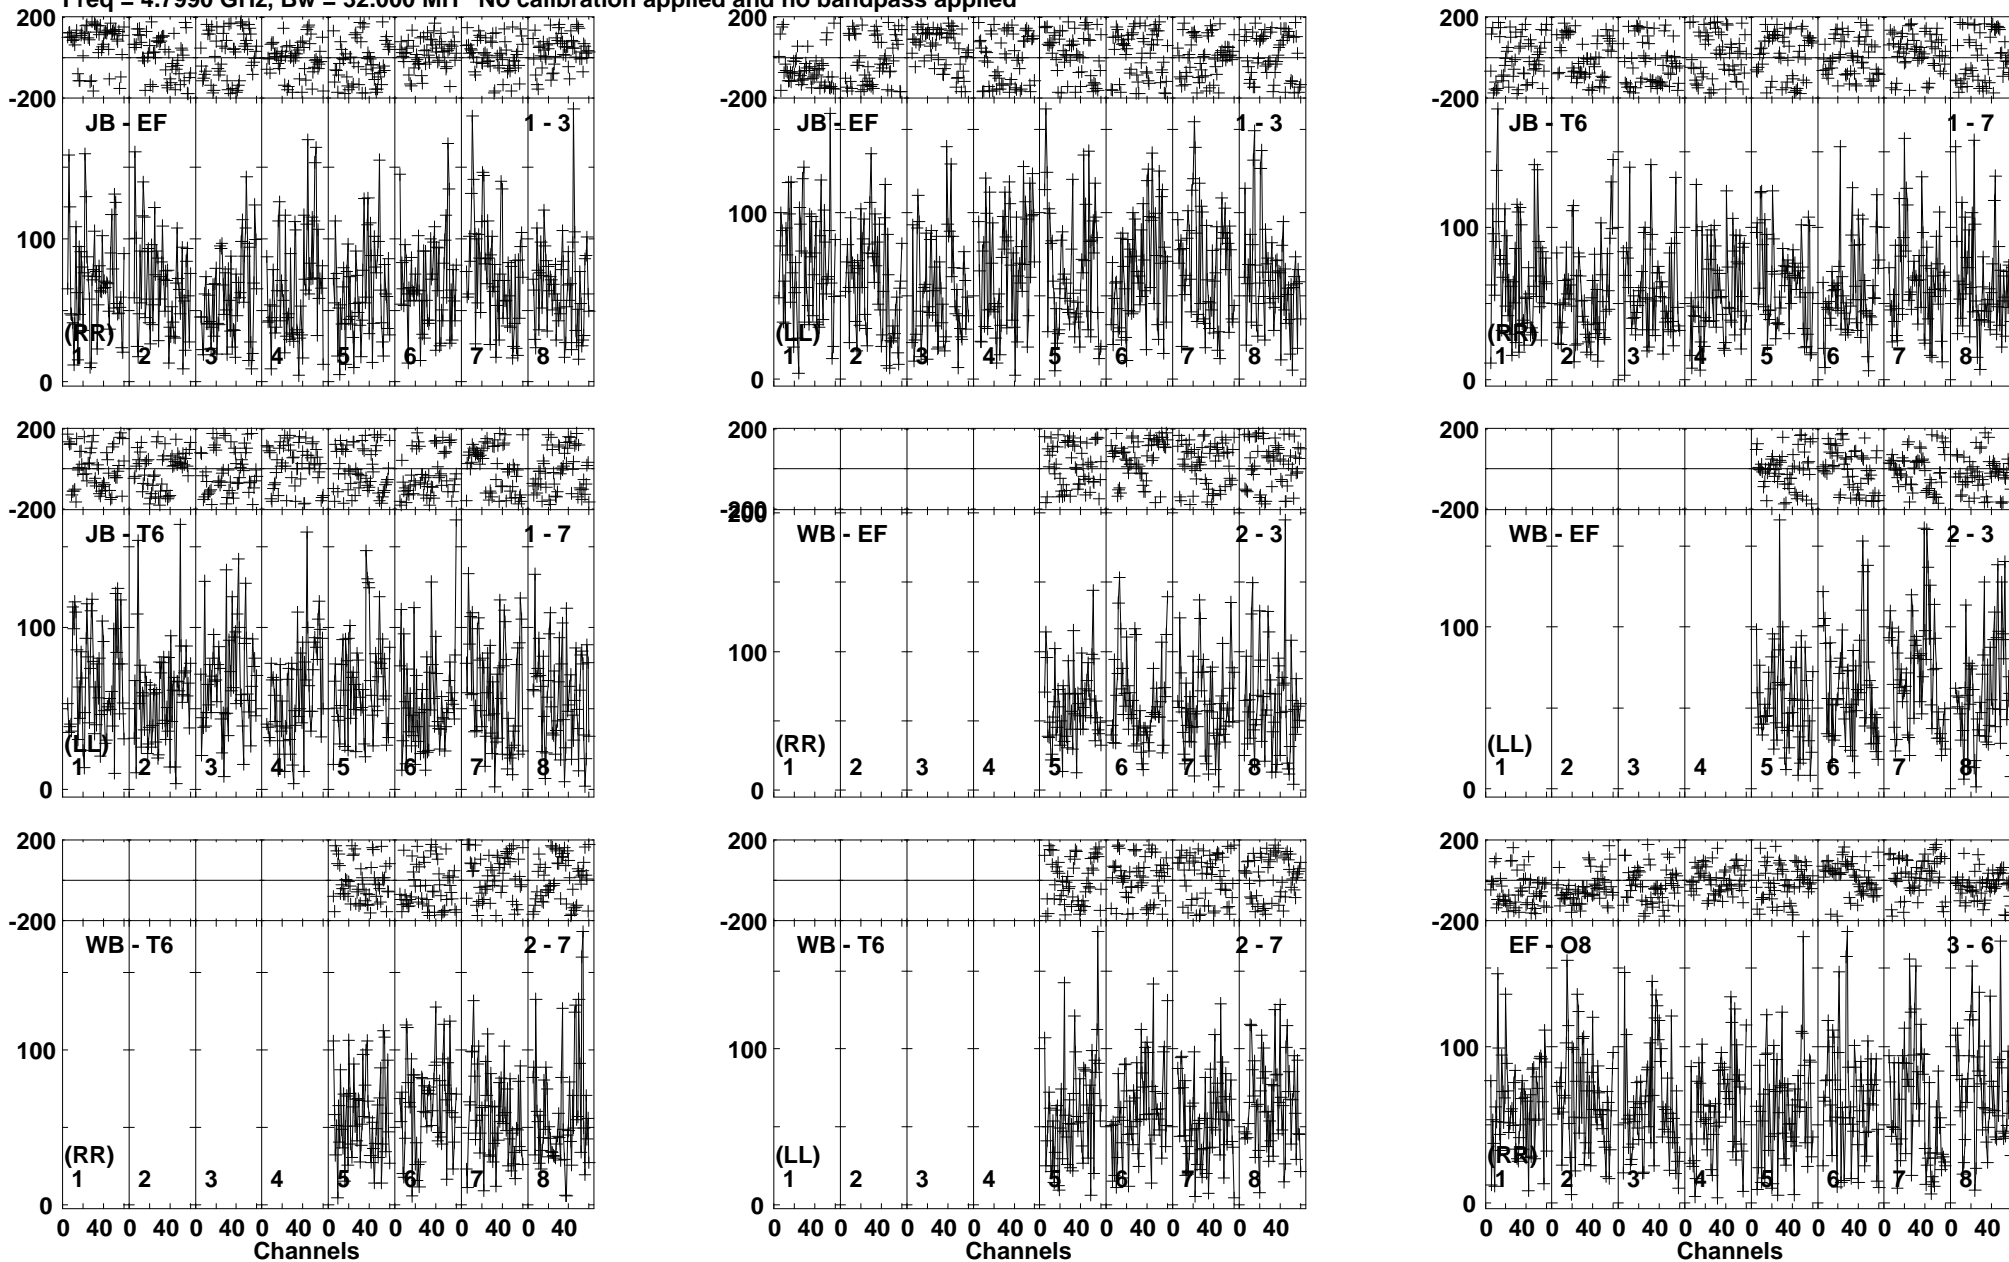 Freq = 4.7990 GHz, Bw = 32.000 MH No calibration applied and no bandpass applied
200 200 200
-200 -200 -200
JB - EF 1 - 3 JB - EF 1 - 3 JB - T6 1 - 7
100 100 100
(RR) (LL) (RR)
1 2 3 4 5 6 7 8 1 2 3 4 5 6 7 8 1 2 3 4 5 6 7 8
0 0 0
200 200 200
-200 -200 -200
200
JB - T6 1 - 7 WB - EF 2 - 3 WB - EF 2 - 3
100 100 100
(LL) (RR) (LL)
1 2 3 4 5 6 7 8 1 2 3 4 5 6 7 8 1 2 3 4 5 6 7 8
0 0 0
200 200 200
-200 -200 -200
WB - T6 2 - 7 WB - T6 2 - 7 EF - O8 3 - 6
100 100 100
(RR) (LL) (RR)
1 2 3 4 5 6 7 8 1 2 3 4 5 6 7 8 1 2 3 4 5 6 7 8
0 0 0
0 40 0 40 0 40 0 40 0 40 0 40 0 40 0 40 0 40 0 40 0 40 0 40 0 40 0 40 0 40 0 40 0 40 0 40 0 40 0 40 0 40 0 40 0 40 0 40
Channels Channels Channels